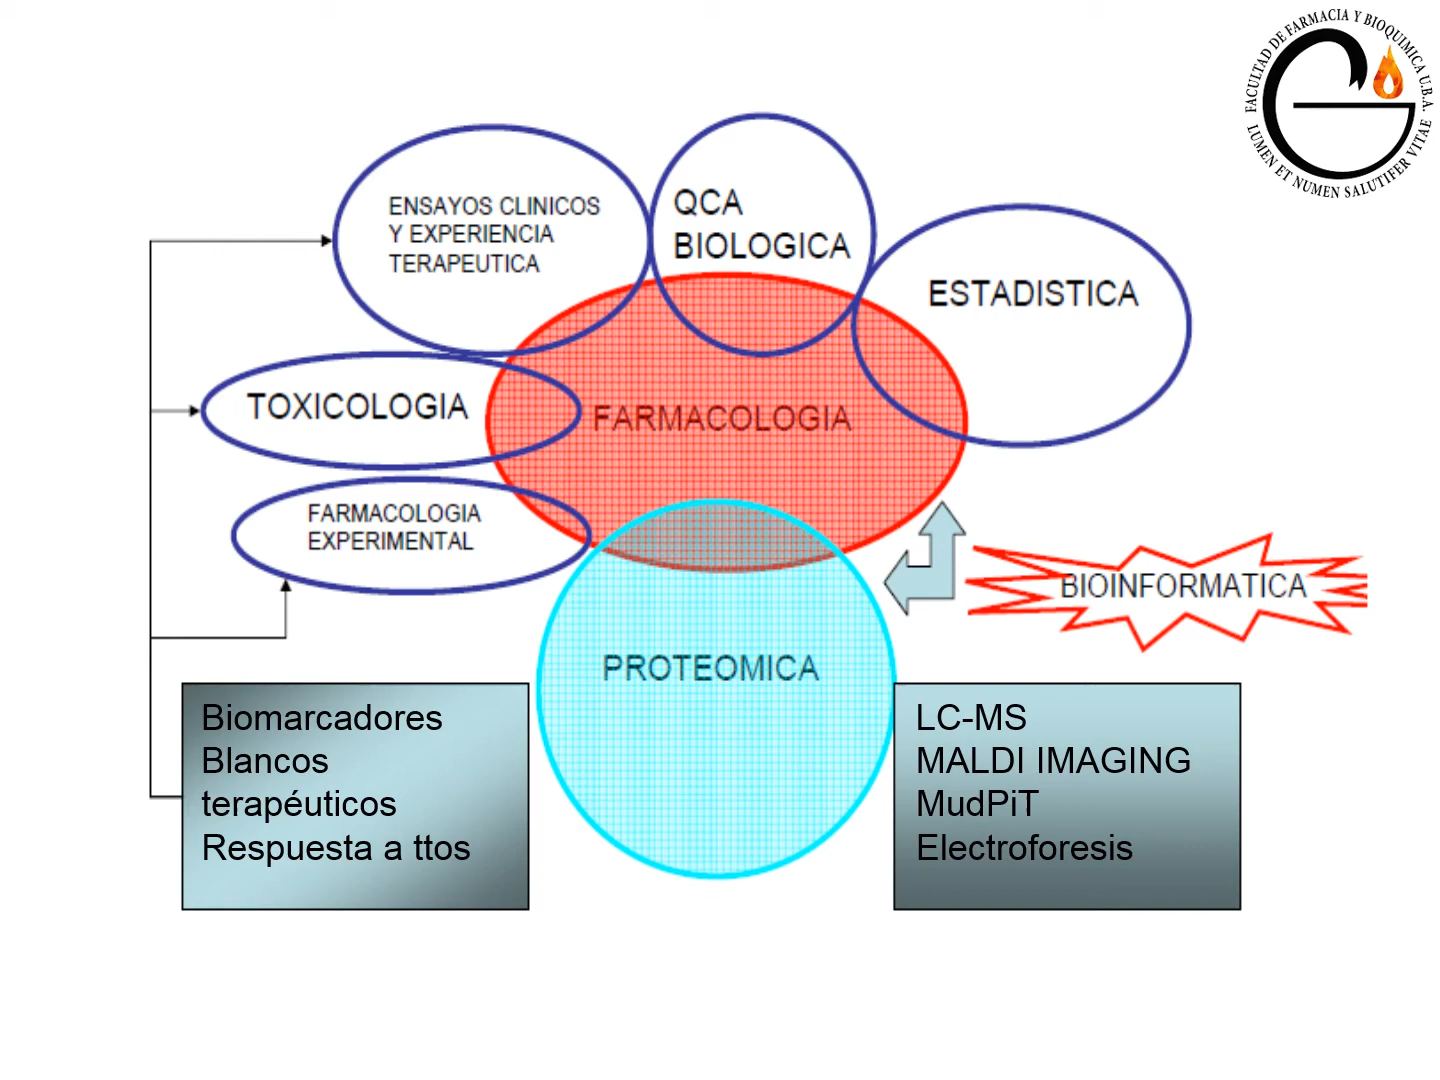 FACULTAD DE FARMACIA Y BIOQUIMICA U.B.A.
LUMEN ET NUMEN SALUTIFER VITAE
ENSAYOS CLINICOS
Y EXPERIENCIA
TERAPEUTICA
QCA
BIOLOGICA
ESTADISTICA
TOXICOLOGIA
FARMACOLOGIA
FARMACOLOGIA
EXPERIMENTAL
BIOINFORMATICA
PROTEOMICA
Biomarcadores
Blancos
terapéuticos
Respuesta a ttos
LC-MS
MALDI IMAGING
MudPiT
Electroforesis